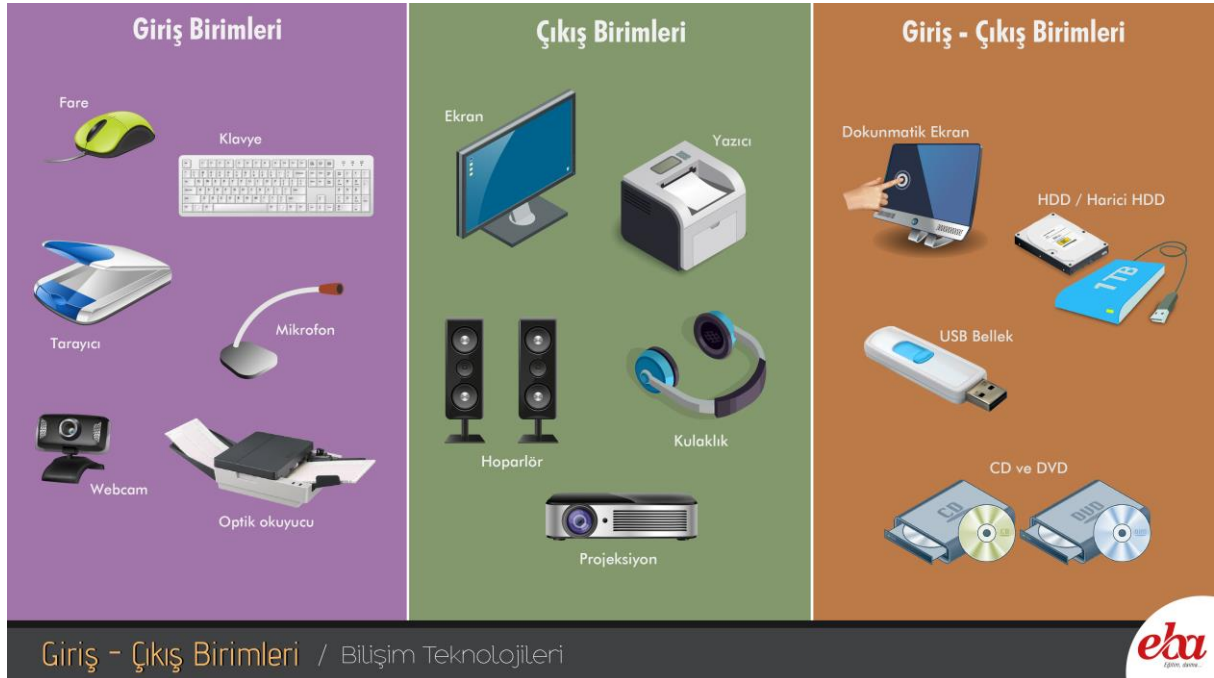 Giriş Birimleri
Fare
Klavye
Tarayıcı
Mikrofon
Webcam
Optik okuyucu
Çıkış Birimleri
Ekran
Yazıcı
Hoparlör
Kulaklık
Projeksiyon
Giriş - Çıkış Birimleri
Dokunmatik Ekran
HDD / Harici HDD
1TB
USB Bellek
CD ve DVD
CD
DVD
Giriş - Çıkış Birimleri / Bilişim Teknolojileri
eba